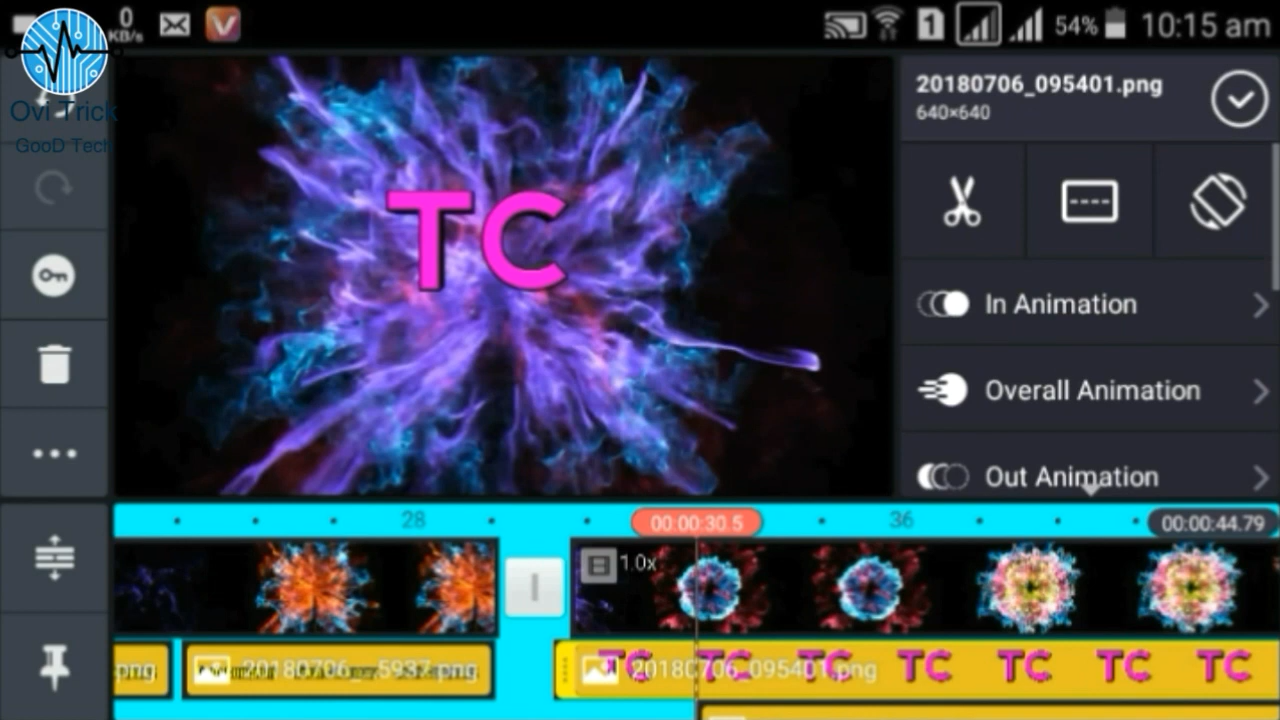 0
KB/s
1
54%
10:15 am
Ovi Trick
GooD Tech
TC
20180706_095401.png
640×640
In Animation
Overall Animation
Out Animation
28
00:00:30.5
36
00:00:44.79
1.0x
png
png
20180706_095401.png
TC TC TC TC TC TC TC